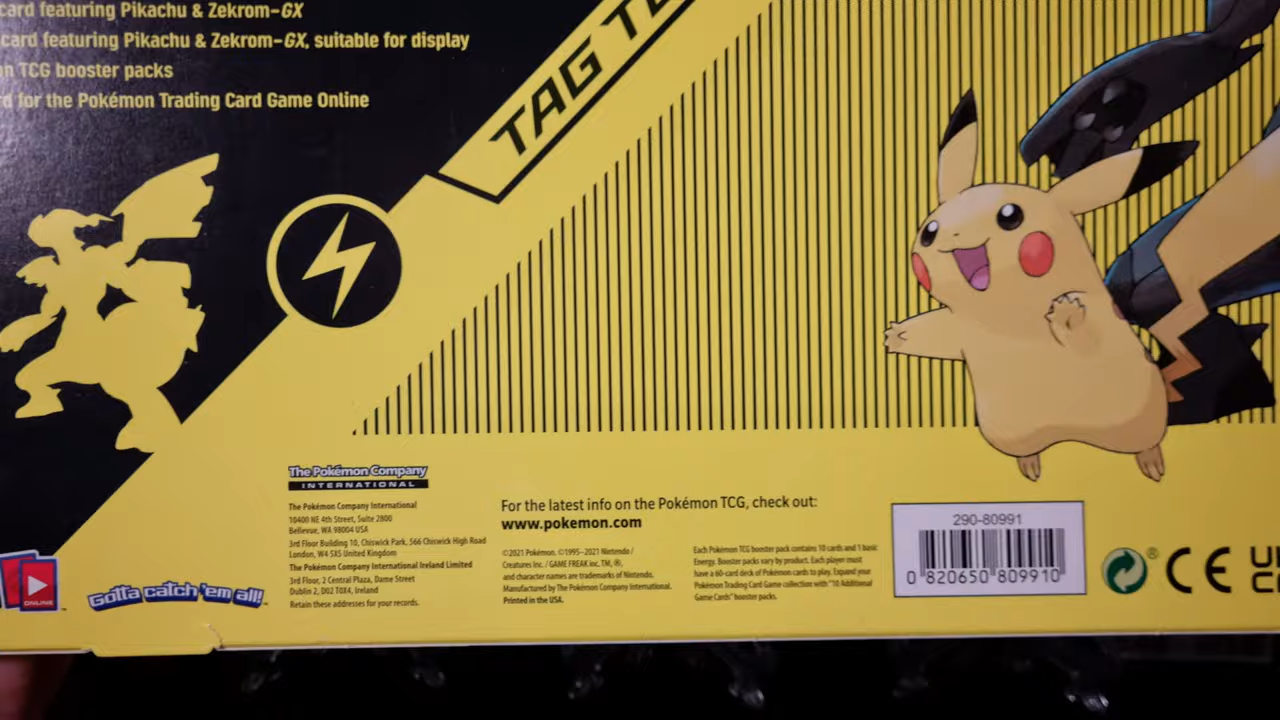 card featuring Pikachu & Zekrom-GX
card featuring Pikachu & Zekrom-GX, suitable for display
TCG booster packs
for the Pokémon Trading Card Game Online
TAG
The Pokémon Company
INTERNATIONAL
The Pokémon Company International
10400 NE 4th Street, Suite 2800
Bellevue, WA 98004 USA
3rd Floor Building 10, Chiswick Park, 566 Chiswick High Road
London, W4 5XS United Kingdom
The Pokémon Company International Ireland Limited
3rd Floor, 2 Central Plaza, Dame Street
Dublin 2, D02 T0X4, Ireland
Retain these addresses for your records.
ONLINE
Gotta catch 'em all!
For the latest info on the Pokémon TCG, check out:
www.pokemon.com
©2021 Pokémon. ©1995–2021 Nintendo /
Creatures Inc. / GAME FREAK inc. TM, ®,
and character names are trademarks of Nintendo.
Manufactured by The Pokémon Company International.
Printed in the USA.
Each Pokémon TCG booster pack contains 10 cards and 1 basic
Energy. Booster packs vary by product. Each player must
have a 60-card deck of Pokémon cards to play. Expand your
Pokémon Trading Card Game collection with "10 Additional
Game Cards" booster packs.
290-80991
0 820650 809910
®
CE